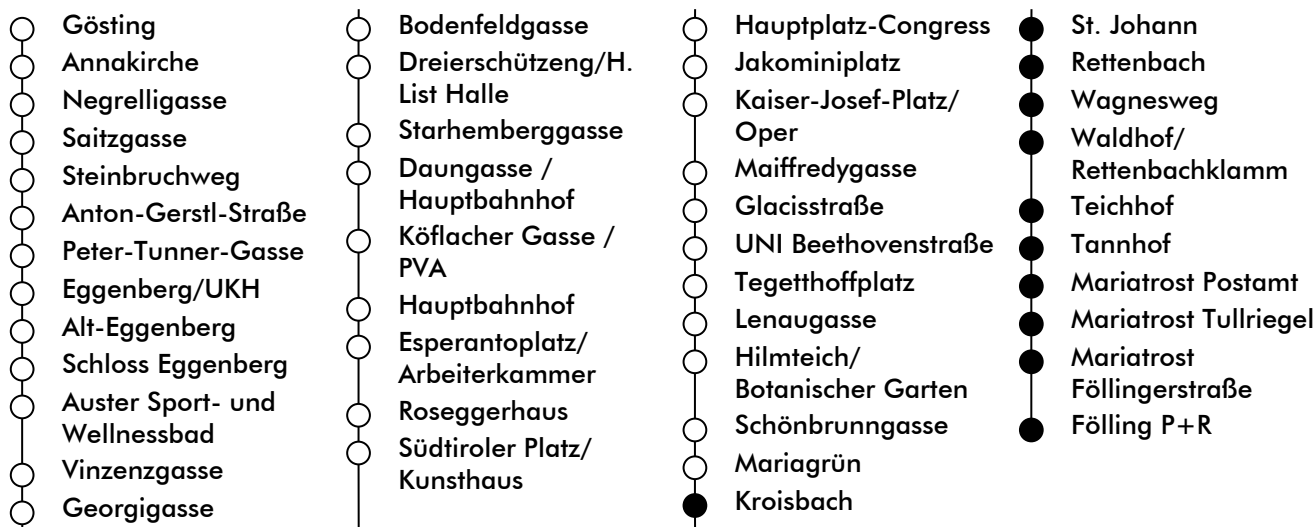 Gösting
Annakirche
Negrelligasse
Saitzgasse
Steinbruchweg
Anton-Gerstl-Straße
Peter-Tunner-Gasse
Eggenberg/UKH
Alt-Eggenberg
Schloss Eggenberg
Auster Sport- und
Wellnessbad
Vinzenzgasse
Georgigasse
Bodenfeldgasse
Dreierschützeng/H.
List Halle
Starhemberggasse
Daungasse /
Hauptbahnhof
Köflacher Gasse /
PVA
Hauptbahnhof
Esperantoplatz/
Arbeiterkammer
Roseggerhaus
Südtiroler Platz/
Kunsthaus
Hauptplatz-Congress
Jakominiplatz
Kaiser-Josef-Platz/
Oper
Maiffredygasse
Glacisstraße
UNI Beethovenstraße
Tegetthoffplatz
Lenaugasse
Hilmteich/
Botanischer Garten
Schönbrunngasse
Mariagrün
Kroisbach
St. Johann
Rettenbach
Wagnesweg
Waldhof/
Rettenbachklamm
Teichhof
Tannhof
Mariatrost Postamt
Mariatrost Tullriegel
Mariatrost
Föllingerstraße
Fölling P+R